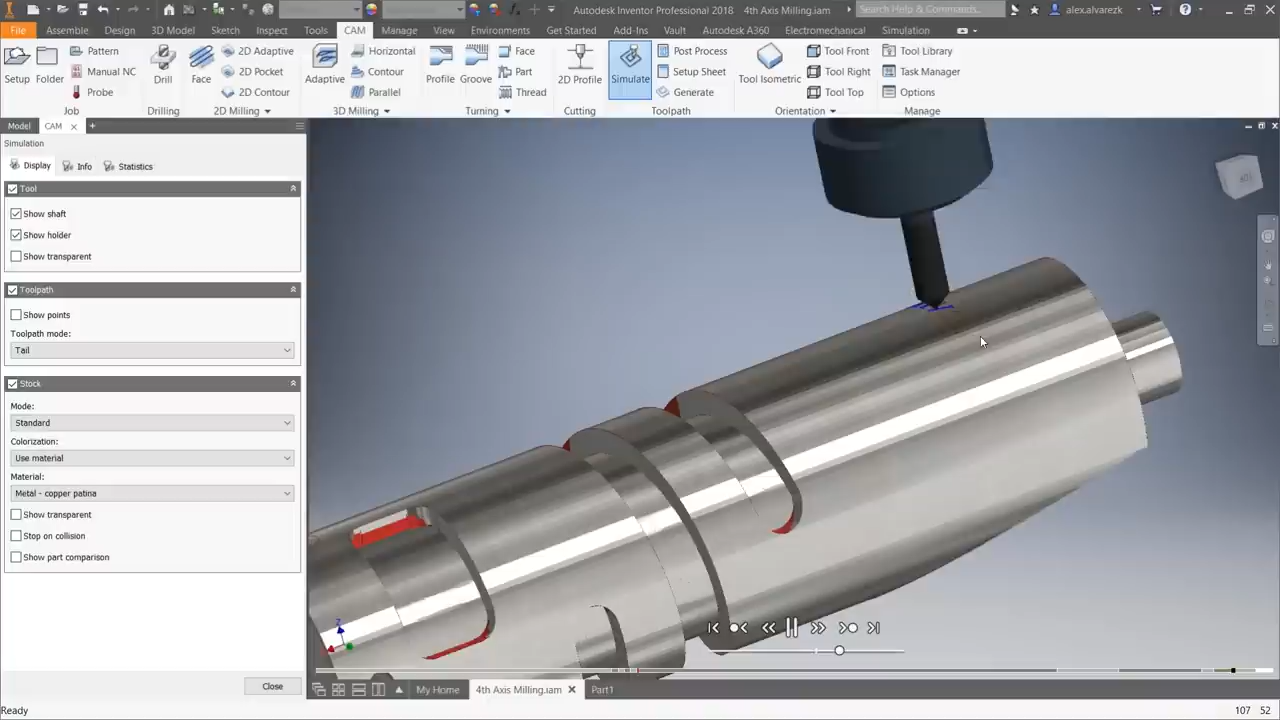 Autodesk Inventor Professional 2018 4th Axis Milling.iam
Search Help & Commands...
alex.alvarezk
File Assemble Design 3D Model Sketch Inspect Tools CAM Manage View Environments Get Started Add-Ins Vault Autodesk A360 Electromechanical Simulation
Setup
Folder
Pattern
Manual NC
Probe
Job
Drill
Drilling
Face
2D Adaptive
2D Pocket
2D Contour
2D Milling
Adaptive
Horizontal
Contour
Parallel
3D Milling
Profile
Groove
Face
Part
Thread
Turning
2D Profile
Cutting
Simulate
Post Process
Setup Sheet
Generate
Toolpath
Tool Isometric
Tool Front
Tool Right
Tool Top
Orientation
Tool Library
Task Manager
Options
Manage
Model CAM
Simulation
Display Info Statistics
Tool
Show shaft
Show holder
Show transparent
Toolpath
Show points
Toolpath mode:
Tail
Stock
Mode:
Standard
Colorization:
Use material
Material:
Metal - copper patina
Show transparent
Stop on collision
Show part comparison
Close
Z
My Home 4th Axis Milling.iam Part1
Ready
107 52